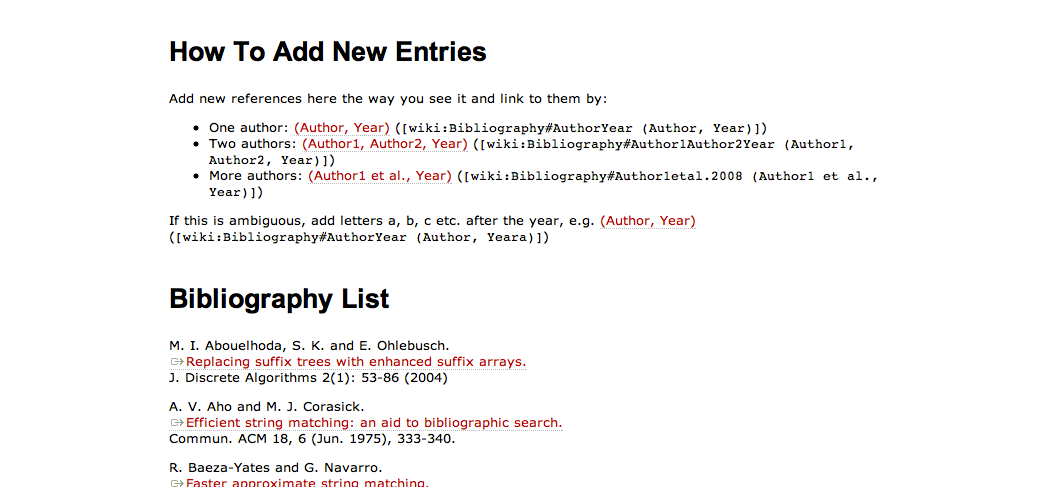 How To Add New Entries
Add new references here the way you see it and link to them by:
• One author: (Author, Year) ([wiki:Bibliography#AuthorYear (Author, Year)])
• Two authors: (Author1, Author2, Year) ([wiki:Bibliography#Author1Author2Year (Author1,
Author2, Year)])
• More authors: (Author1 et al., Year) ([wiki:Bibliography#Author1etal.2008 (Author1 et al.,
Year)])
If this is ambiguous, add letters a, b, c etc. after the year, e.g. (Author, Year)
([wiki:Bibliography#AuthorYear (Author, Yeara)])
Bibliography List
M. I. Abouelhoda, S. K. and E. Ohlebusch.
Replacing suffix trees with enhanced suffix arrays.
J. Discrete Algorithms 2(1): 53-86 (2004)
A. V. Aho and M. J. Corasick.
Efficient string matching: an aid to bibliographic search.
Commun. ACM 18, 6 (Jun. 1975), 333-340.
R. Baeza-Yates and G. Navarro.
Faster approximate string matching.